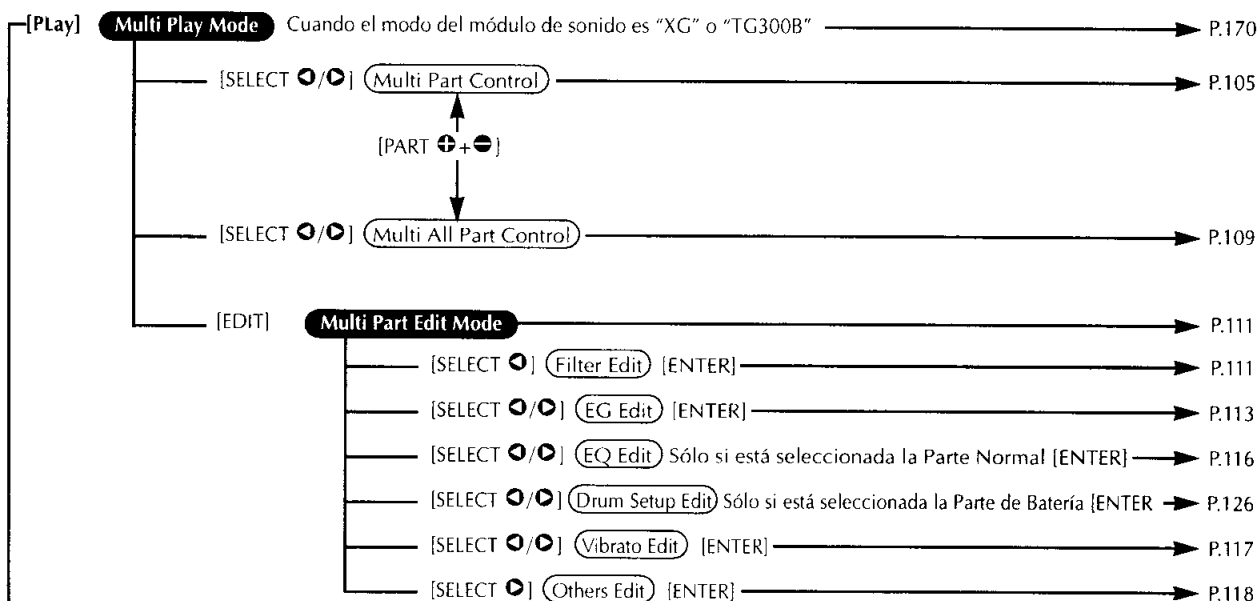 [PLay] Multi Play Mode Cuando el modo del módulo de sonido es “XG” o “TG300B” P.170
[SELECT ◀/▶] Multi Part Control P.105
[PART +＋−]
[SELECT ◀/▶] Multi All Part Control P.109
[EDIT] Multi Part Edit Mode P.111
[SELECT ◀] Filter Edit [ENTER] P.111
[SELECT ◀/▶] EG Edit [ENTER] P.113
[SELECT ◀/▶] EQ Edit Sólo si está seleccionada la Parte Normal [ENTER] P.116
[SELECT ◀/▶] Drum Setup Edit Sólo si está seleccionada la Parte de Batería [ENTER P.126
[SELECT ◀/▶] Vibrato Edit [ENTER] P.117
[SELECT ▶] Others Edit [ENTER] P.118